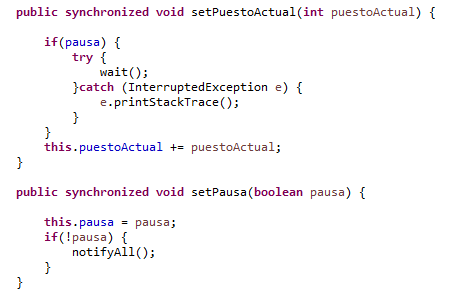 public synchronized void setPuestoActual(int puestoActual) {
if(pausa) {
try {
wait();
}catch (InterruptedException e) {
e.printStackTrace();
}
}
this.puestoActual += puestoActual;
}
public synchronized void setPausa(boolean pausa) {
this.pausa = pausa;
if(!pausa) {
notifyAll();
}
}